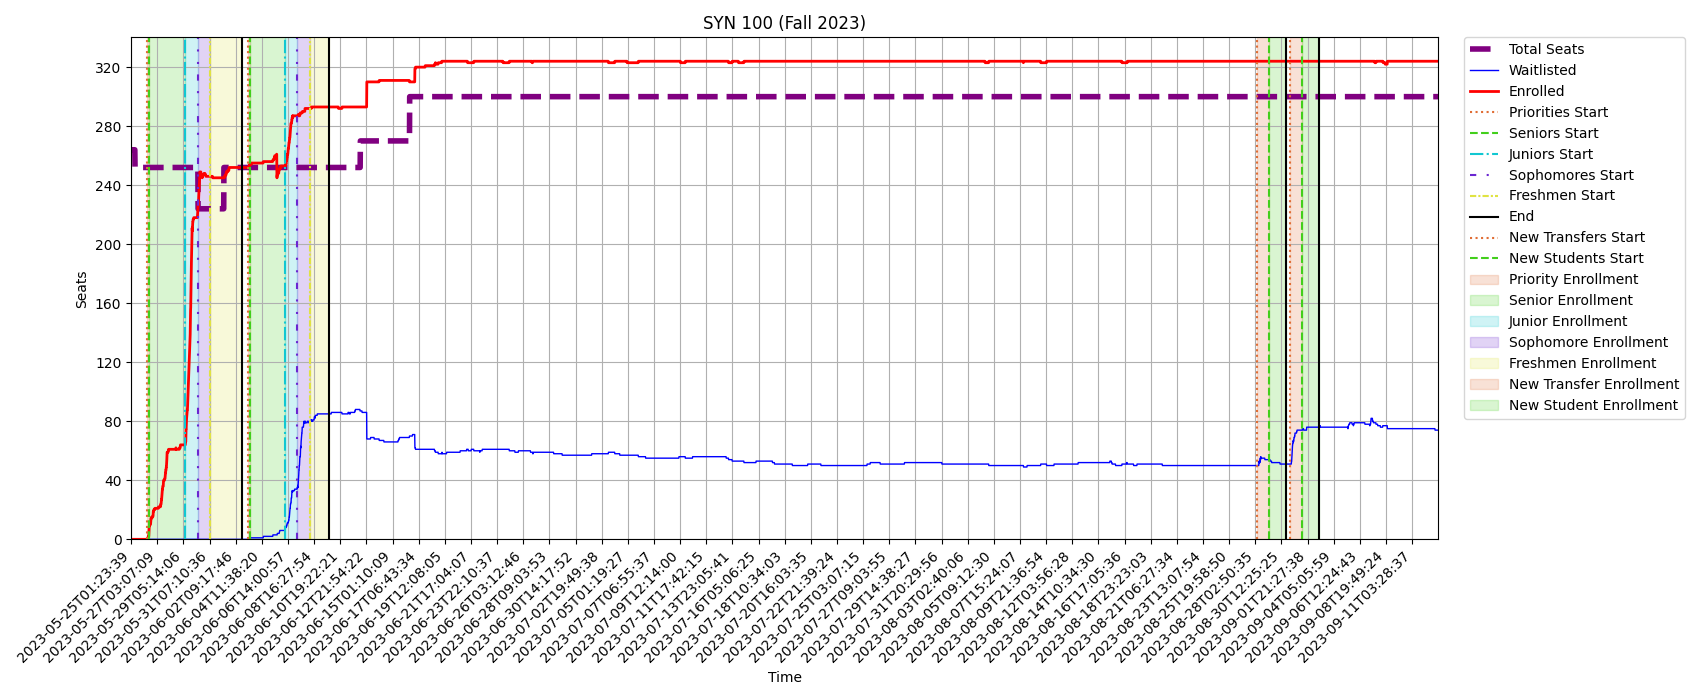 SYN 100 (Fall 2023)
Seats
320
280
240
200
160
120
80
40
0
2023-05-25T01:23:39
2023-05-27T03:07:09
2023-05-29T05:14:06
2023-05-31T07:10:36
2023-06-02T09:17:46
2023-06-04T11:38:20
2023-06-06T14:00:57
2023-06-08T16:27:54
2023-06-10T19:22:21
2023-06-12T21:54:22
2023-06-15T01:10:09
2023-06-17T06:43:34
2023-06-19T12:08:05
2023-06-21T17:04:07
2023-06-23T22:10:37
2023-06-26T03:12:46
2023-06-28T09:03:53
2023-06-30T14:17:52
2023-07-02T19:49:38
2023-07-05T01:19:27
2023-07-07T06:55:37
2023-07-09T12:14:00
2023-07-11T17:42:15
2023-07-13T23:05:41
2023-07-16T05:06:25
2023-07-18T10:34:03
2023-07-20T16:03:35
2023-07-22T21:39:24
2023-07-25T03:07:15
2023-07-27T09:03:55
2023-07-29T14:38:27
2023-07-31T20:29:56
2023-08-03T02:40:06
2023-08-05T09:12:30
2023-08-07T15:24:07
2023-08-09T21:36:54
2023-08-12T03:56:28
2023-08-14T10:34:30
2023-08-16T17:05:36
2023-08-18T23:23:03
2023-08-21T06:27:34
2023-08-23T13:07:54
2023-08-25T19:58:50
2023-08-28T02:50:35
2023-08-30T12:25:25
2023-09-01T21:27:38
2023-09-04T05:05:59
2023-09-06T12:24:43
2023-09-08T19:49:24
2023-09-11T03:28:37
Time
Total Seats
Waitlisted
Enrolled
Priorities Start
Seniors Start
Juniors Start
Sophomores Start
Freshmen Start
End
New Transfers Start
New Students Start
Priority Enrollment
Senior Enrollment
Junior Enrollment
Sophomore Enrollment
Freshmen Enrollment
New Transfer Enrollment
New Student Enrollment